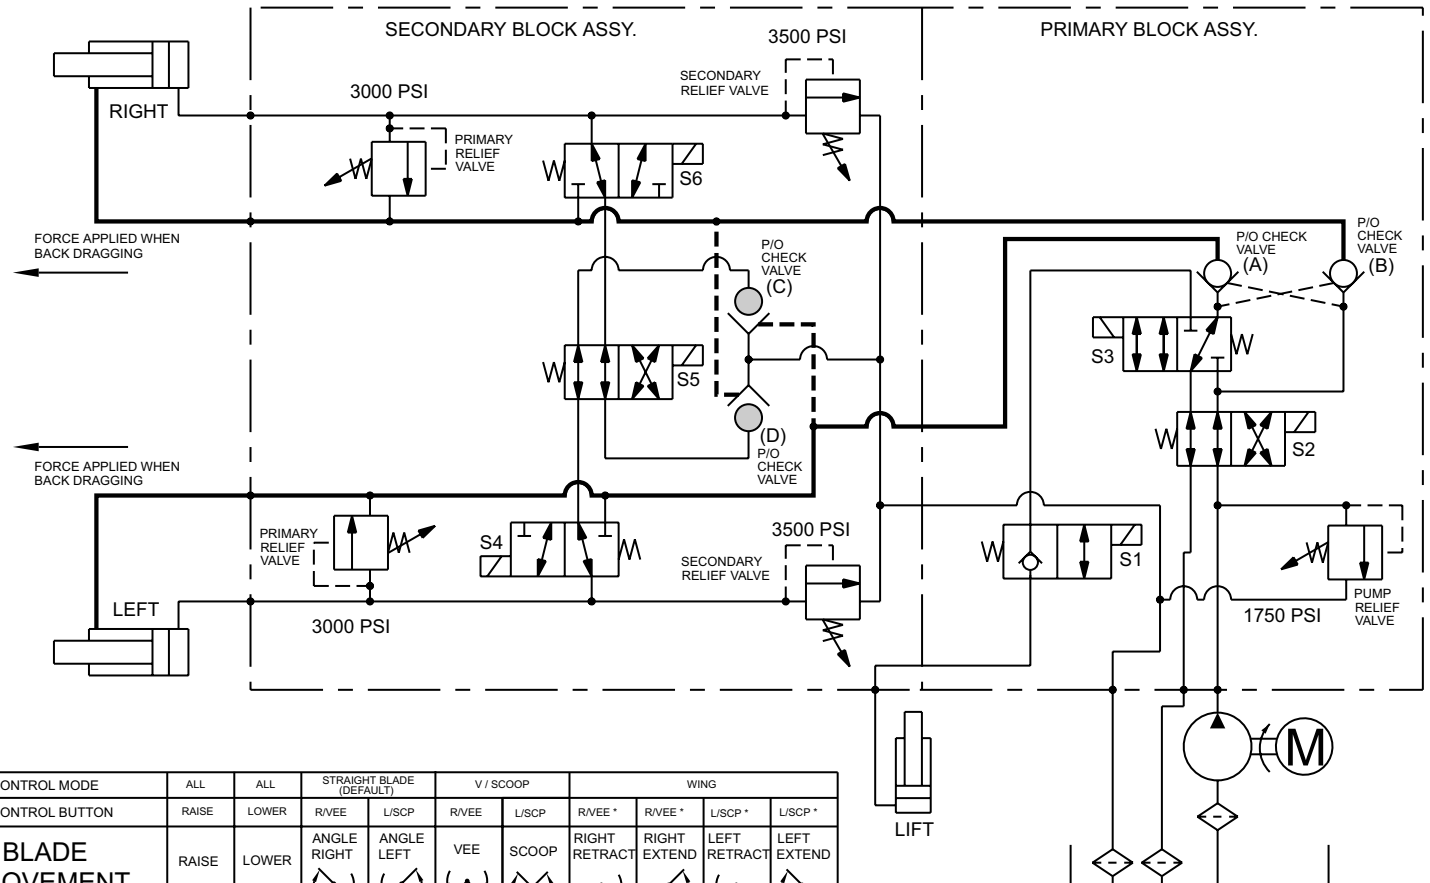 SECONDARY BLOCK ASSY.
PRIMARY BLOCK ASSY.
3500 PSI
SECONDARY
RELIEF VALVE
3000 PSI
RIGHT
PRIMARY
RELIEF
VALVE
S6
FORCE APPLIED WHEN
BACK DRAGGING
P/O
CHECK
VALVE
(C)
P/O CHECK
VALVE
(A)
P/O
CHECK
VALVE
(B)
S3
S5
(D)
P/O
CHECK
VALVE
S2
FORCE APPLIED WHEN
BACK DRAGGING
PRIMARY
RELIEF
VALVE
S4
3500 PSI
SECONDARY
RELIEF VALVE
S1
LEFT
3000 PSI
1750 PSI
PUMP
RELIEF
VALVE
M
LIFT
ONTROL MODE
ALL
ALL
STRAIGHT BLADE
(DEFAULT)
V / SCOOP
WING
ONTROL BUTTON
RAISE
LOWER
R/VEE
L/SCP
R/VEE
L/SCP
R/VEE *
R/VEE *
L/SCP *
L/SCP *
BLADE
OVEMENT
RAISE
LOWER
ANGLE
RIGHT
ANGLE
LEFT
VEE
SCOOP
RIGHT
RETRACT
RIGHT
EXTEND
LEFT
RETRACT
LEFT
EXTEND